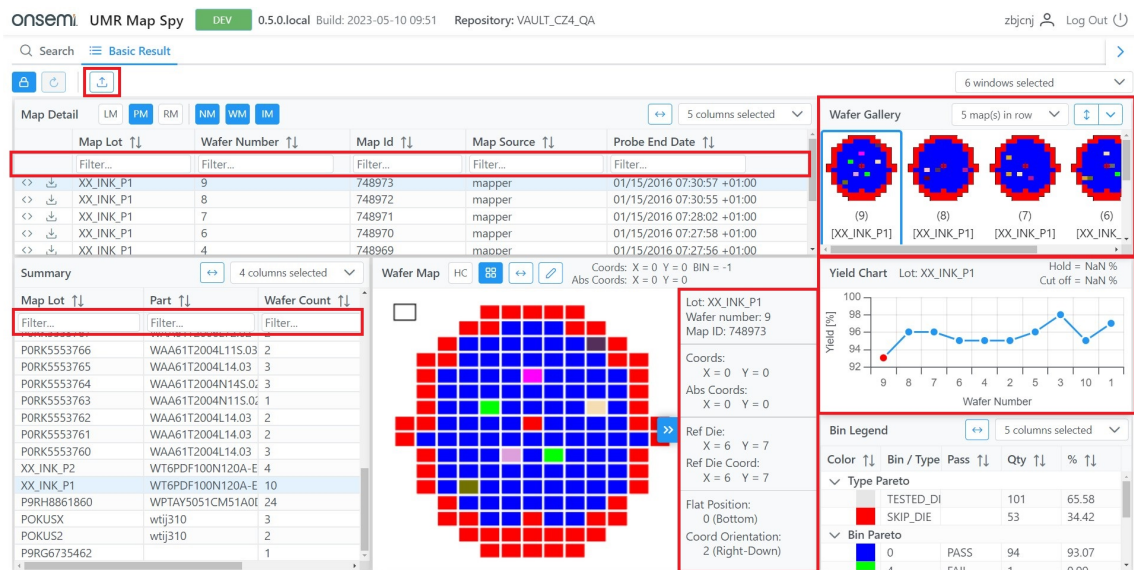 onsemi UMR Map Spy DEV 0.5.0.local Build: 2023-05-10 09:51 Repository: VAULT_CZ4_QA zbjcnj Log Out
Search Basic Result
6 windows selected
Map Detail LM PM RM NM WM IM 5 columns selected
Map Lot Wafer Number Map Id Map Source Probe End Date
Filter... Filter... Filter... Filter... Filter...
XX_INK_P1 9 748973 mapper 01/15/2016 07:30:57 +01:00
XX_INK_P1 8 748972 mapper 01/15/2016 07:30:55 +01:00
XX_INK_P1 7 748971 mapper 01/15/2016 07:28:02 +01:00
XX_INK_P1 6 748970 mapper 01/15/2016 07:27:58 +01:00
XX_INK_P1 4 748969 mapper 01/15/2016 07:27:56 +01:00
Wafer Gallery 5 map(s) in row
(9) (8) (7) (6)
[XX_INK_P1] [XX_INK_P1] [XX_INK_P1] [XX_INK_
Summary 4 columns selected
Map Lot Part Wafer Count
Filter... Filter... Filter...
P0RK5553766 WAA61T2004L11S.03 2
P0RK5553765 WAA61T2004L14.03 3
P0RK5553764 WAA61T2004N14S.02 3
P0RK5553763 WAA61T2004N11S.02 1
P0RK5553762 WAA61T2004L14.03 2
P0RK5553761 WAA61T2004L14.03 2
P0RK5553760 WAA61T2004L14.03 2
XX_INK_P2 WT6PDF100N120A-E 4
XX_INK_P1 WT6PDF100N120A-E 10
P9RH8861860 24
POKUSX wtij310 3
POKUS2 wtij310 2
P9RG6735462 1
Wafer Map HC Coords: X = 0 Y = 0 BIN = -1
Abs Coords: X = 0 Y = 0
Lot: XX_INK_P1
Wafer number: 9
Map ID: 748973
Coords:
X = 0 Y = 0
Abs Coords:
X = 0 Y = 0
Ref Die:
X = 6 Y = 7
Ref Die Coord:
X = 6 Y = 7
Flat Position:
0 (Bottom)
Coord Orientation:
2 (Right-Down)
Yield Chart Lot: XX_INK_P1 Hold = NaN %
Cut off = NaN %
Yield [%]
100
98
96
94
92
9 8 7 6 4 2 5 3 10 1
Wafer Number
Bin Legend 5 columns selected
Color Bin / Type Pass Qty %
Type Pareto
TESTED_DI 101 65.58
SKIP_DIE 53 34.42
Bin Pareto
0 PASS 94 93.07